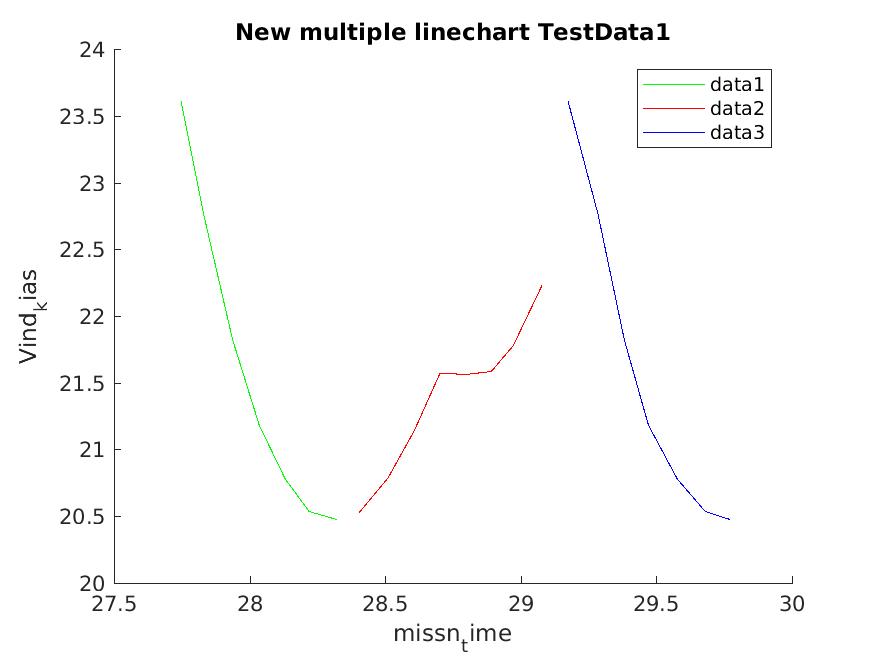 New multiple linechart TestData1
24
23.5
23
22.5
22
21.5
21
20.5
20
Vind_kias
data1
data2
data3
27.5 28 28.5 29 29.5 30
missn_time